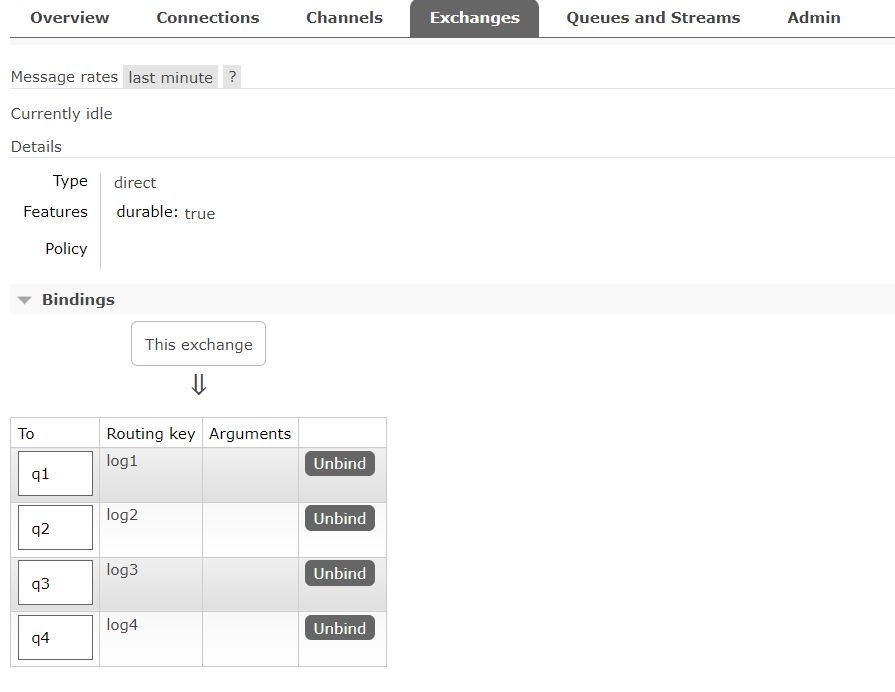 Overview Connections Channels Exchanges Queues and Streams Admin
Message rates last minute ?
Currently idle
Details
Type direct
Features durable: true
Policy
Bindings
This exchange
⇓
To Routing key Arguments
q1 log1 Unbind
q2 log2 Unbind
q3 log3 Unbind
q4 log4 Unbind